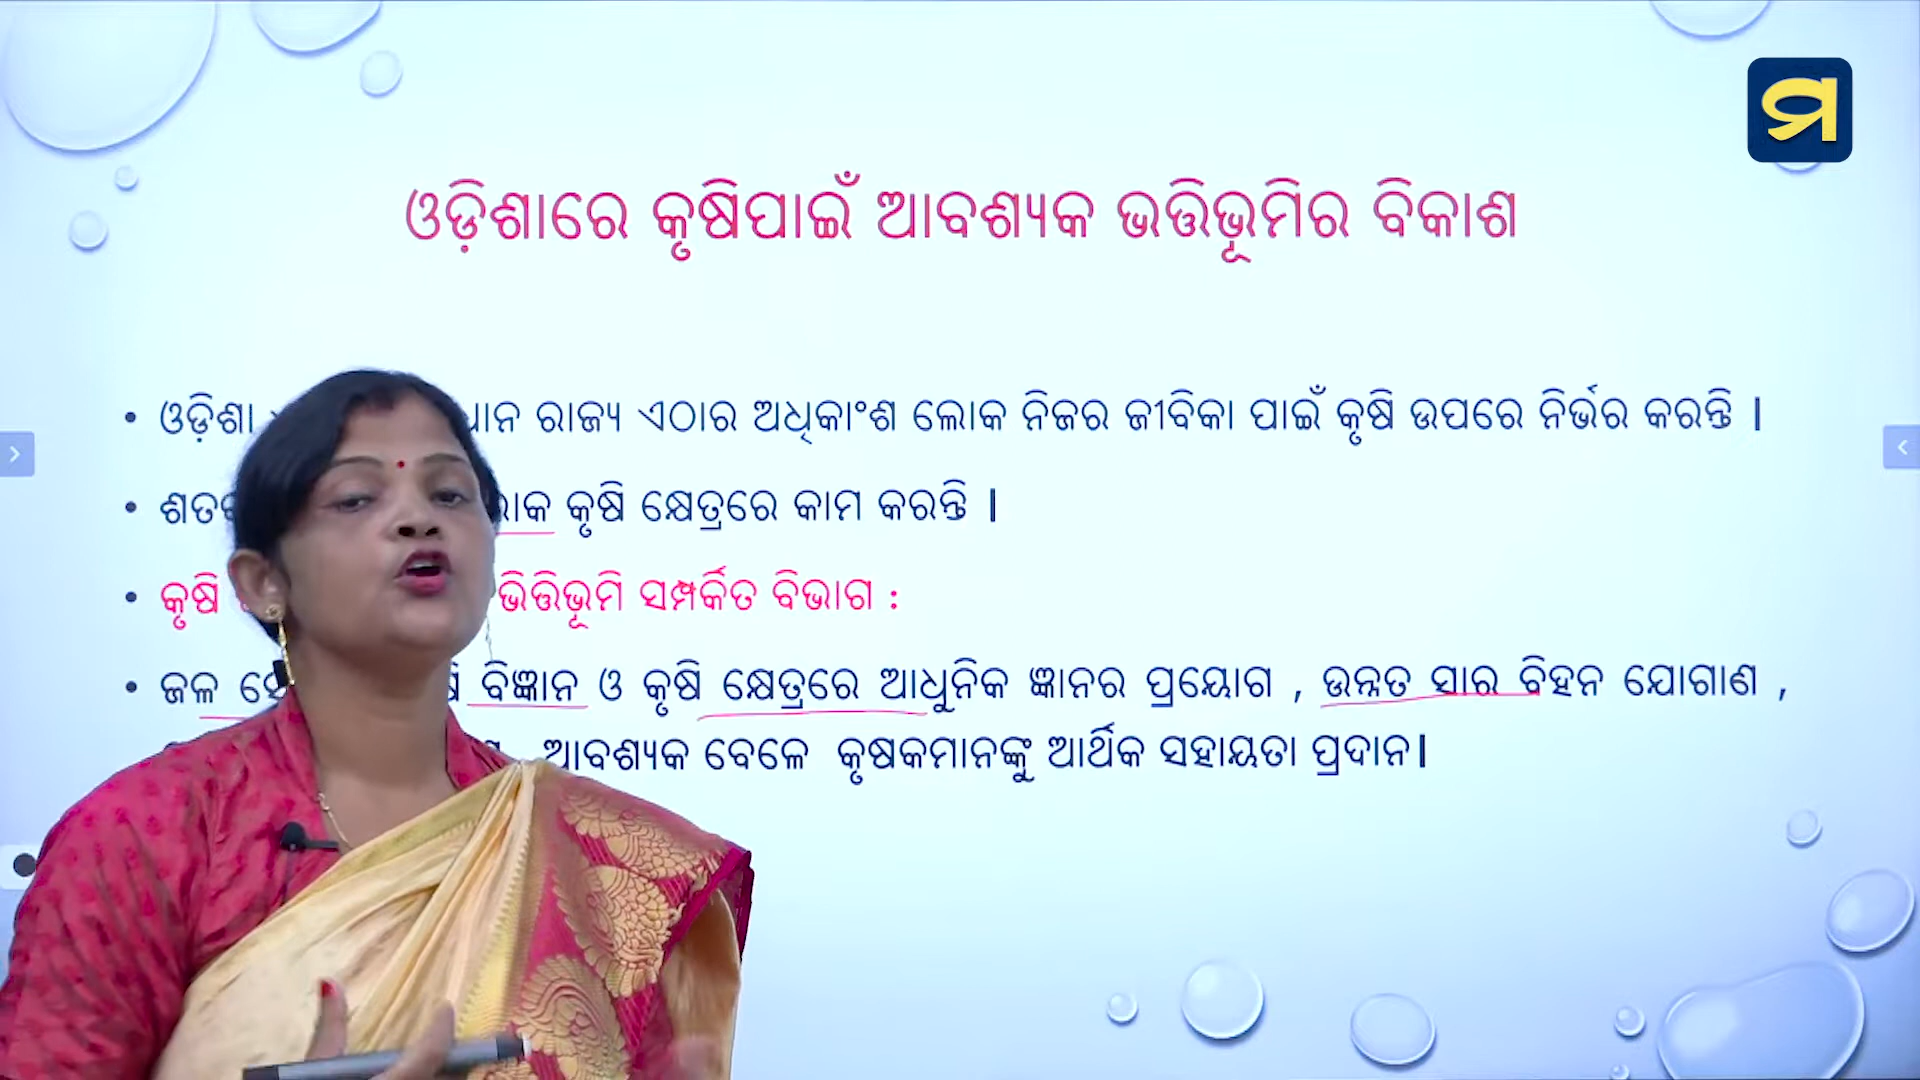 ମ
ଓଡ଼ିଶାରେ କୃଷିପାଇଁ ଆବଶ୍ୟକ ଭତ୍ତିଭୂମିର ବିକାଶ
• ଓଡ଼ିଶା ରାଜ୍ୟ ଏଠାର ଅଧିକାଂଶ ଲୋକ ନିଜର ଜୀବିକା ପାଇଁ କୃଷି ଉପରେ ନିର୍ଭର କରନ୍ତି |
• କୃଷି କ୍ଷେତ୍ରରେ କାମ କରନ୍ତି |
• କୃଷି ଭିତ୍ତିଭୂମି ସମ୍ପର୍କିତ ବିଭାଗ :
• ଜଳ ବିଜ୍ଞାନ ଓ କୃଷି କ୍ଷେତ୍ରରେ ଆଧୁନିକ ଜ୍ଞାନର ପ୍ରୟୋଗ , ଉନ୍ନତ ସାର ବିହନ ଯୋଗାଣ ,
ଆବଶ୍ୟକ ବେଳେ କୃଷକମାନଙ୍କୁ ଆର୍ଥିକ ସହାୟତା ପ୍ରଦାନ|